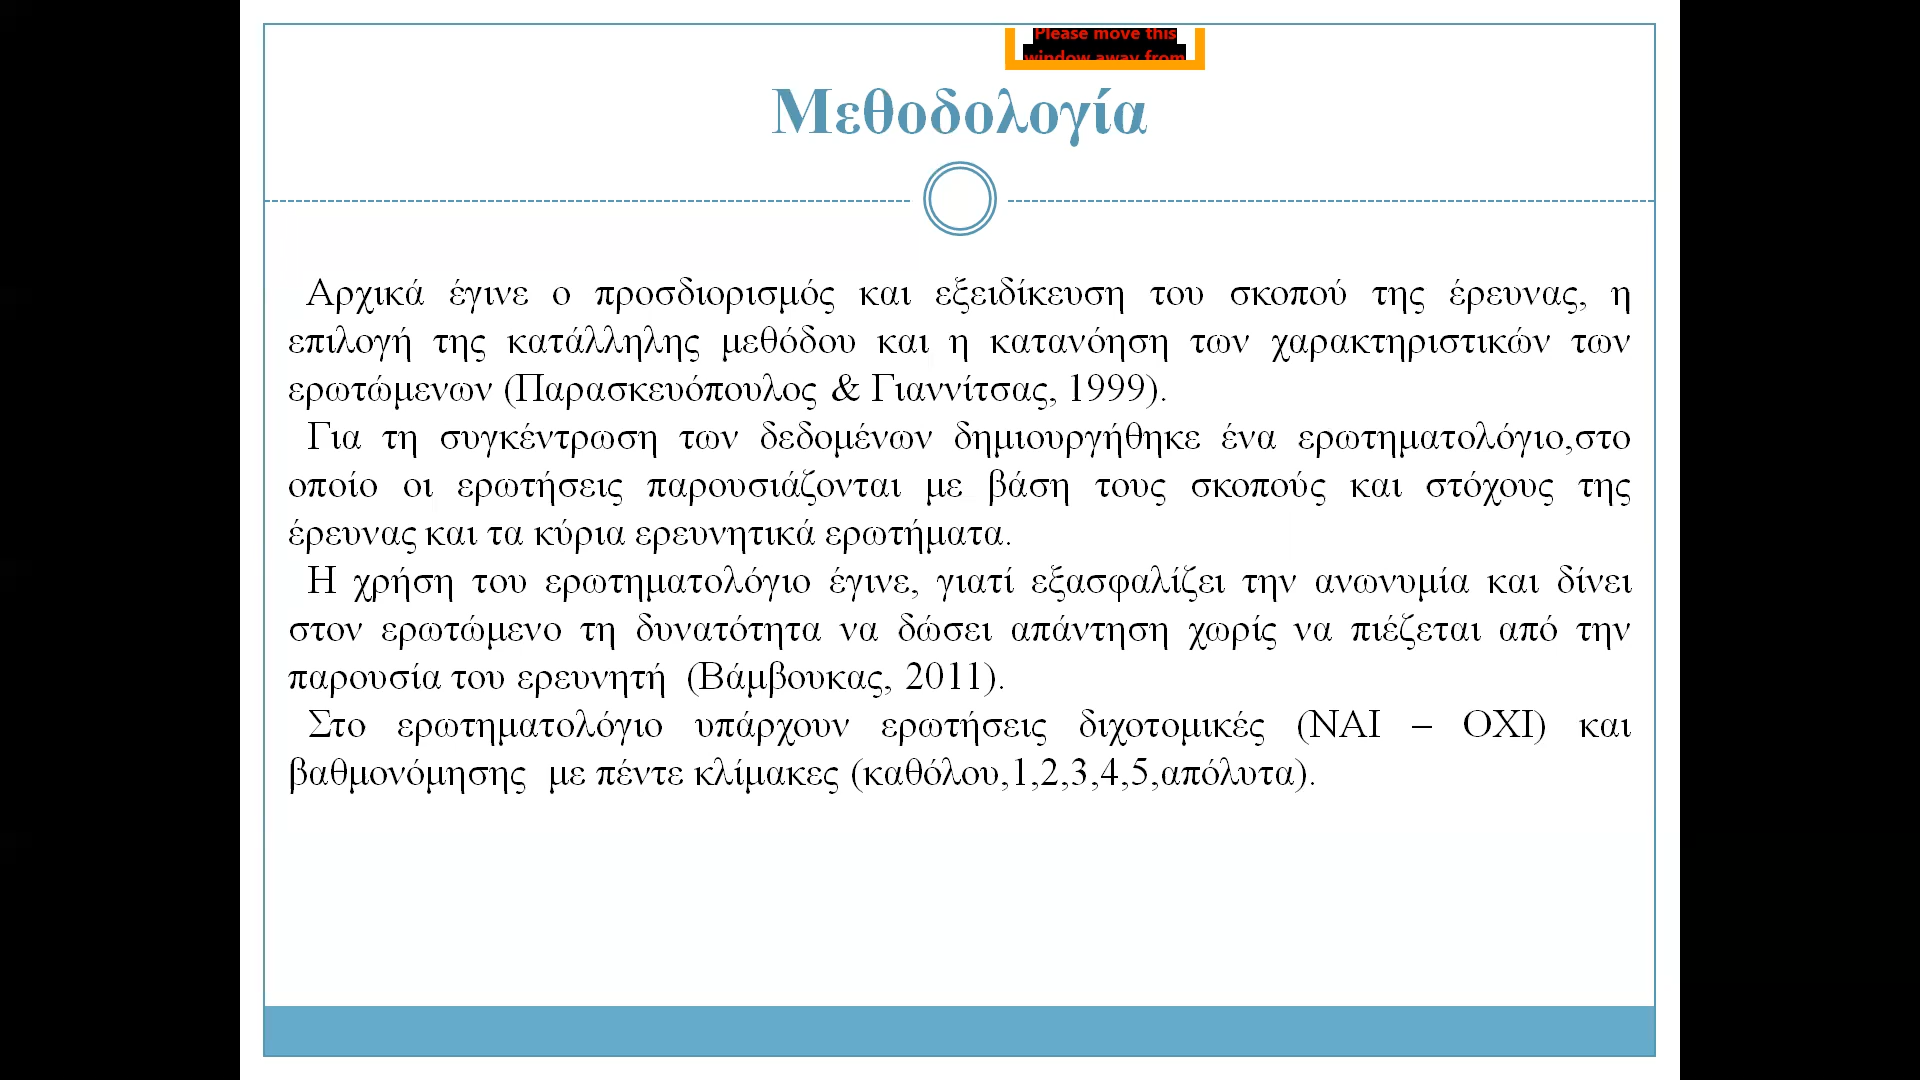 Please move this
window away from
Μεθοδολογία
Αρχικά έγινε ο προσδιορισμός και εξειδίκευση του σκοπού της έρευνας, η
επιλογή της κατάλληλης μεθόδου και η κατανόηση των χαρακτηριστικών των
ερωτώμενων (Παρασκευόπουλος & Γιαννίτσας, 1999).
Για τη συγκέντρωση των δεδομένων δημιουργήθηκε ένα ερωτηματολόγιο,στο
οποίο οι ερωτήσεις παρουσιάζονται με βάση τους σκοπούς και στόχους της
έρευνας και τα κύρια ερευνητικά ερωτήματα.
Η χρήση του ερωτηματολόγιο έγινε, γιατί εξασφαλίζει την ανωνυμία και δίνει
στον ερωτώμενο τη δυνατότητα να δώσει απάντηση χωρίς να πιέζεται από την
παρουσία του ερευνητή (Βάμβουκας, 2011).
Στο ερωτηματολόγιο υπάρχουν ερωτήσεις διχοτομικές (ΝΑΙ – ΟΧΙ) και
βαθμονόμησης με πέντε κλίμακες (καθόλου,1,2,3,4,5,απόλυτα).